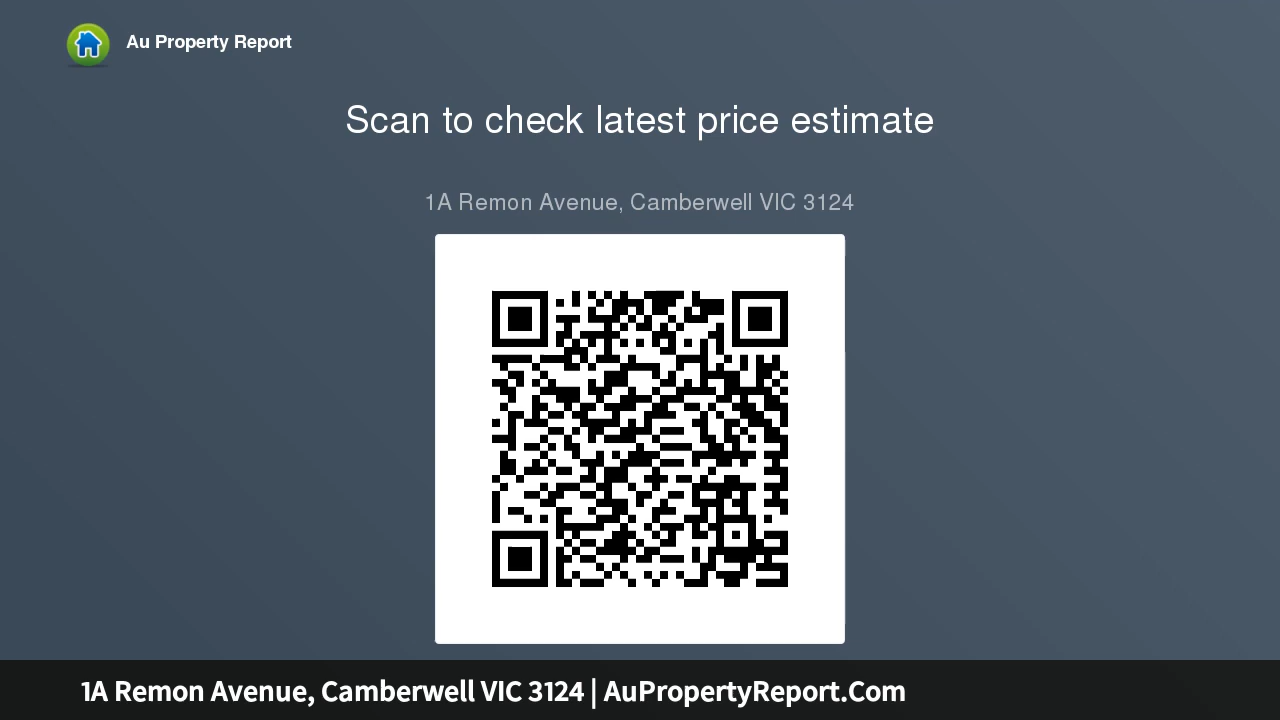 Au Property Report
Scan to check latest price estimate
1A Remon Avenue, Camberwell VIC 3124
1A Remon Avenue, Camberwell VIC 3124 | AuPropertyReport.Com